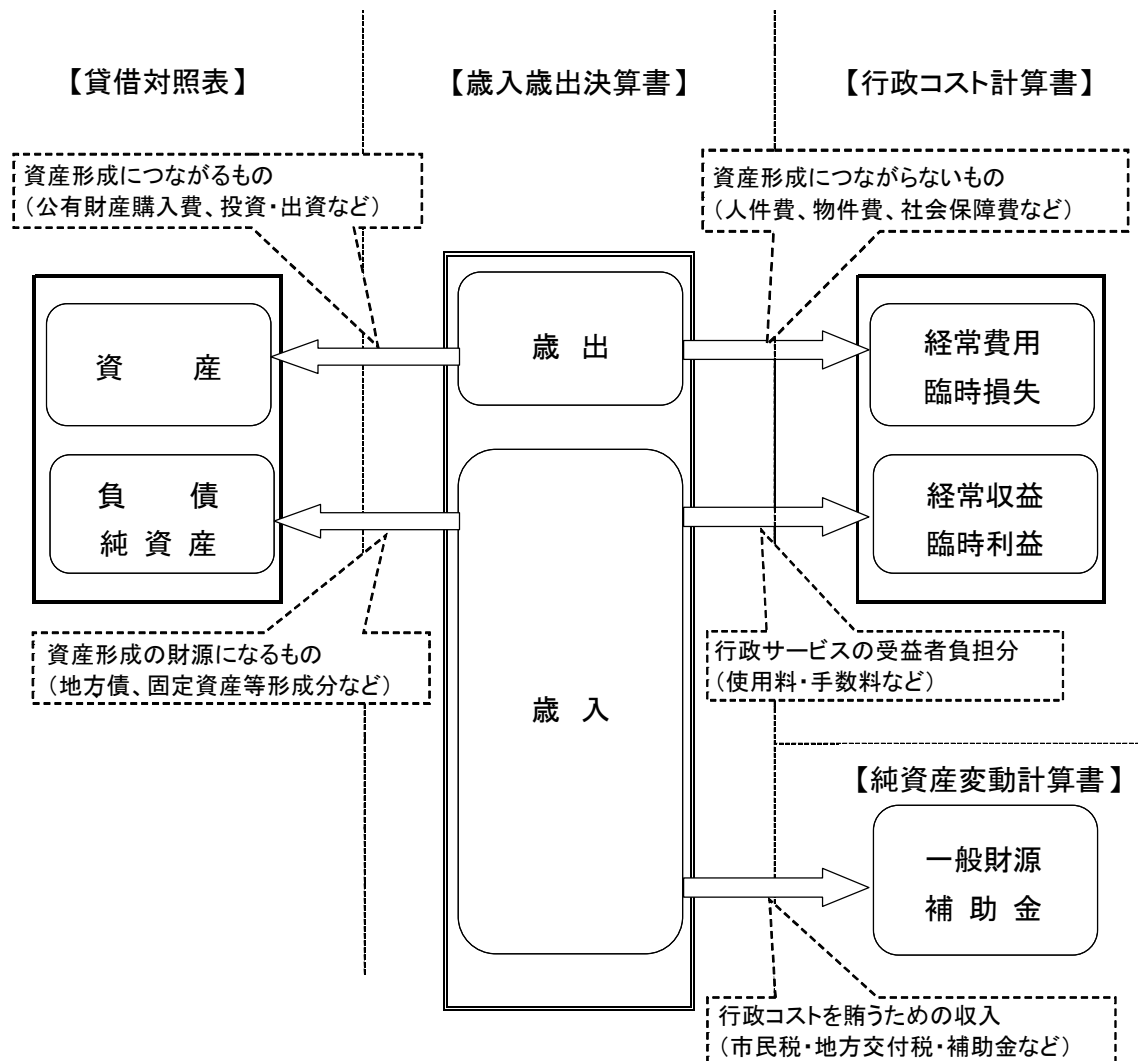 【貸借対照表】
【歳入歳出決算書】
【行政コスト計算書】
資産形成につながるもの
（公有財産購入費、投資・出資など）
資産形成につながらないもの
（人件費、物件費、社会保障費など）
資　産
歳 出
経常費用
臨時損失
負　債
純 資 産
経常収益
臨時利益
資産形成の財源になるもの
（地方債、固定資産等形成分など）
行政サービスの受益者負担分
（使用料・手数料など）
歳 入
【純資産変動計算書】
一般財源
補 助 金
行政コストを賄うための収入
（市民税・地方交付税・補助金など）